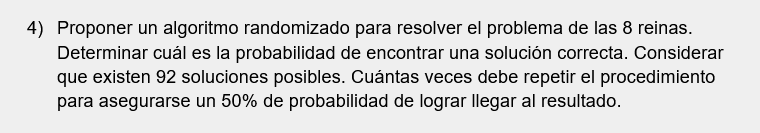 4) Proponer un algoritmo randomizado para resolver el problema de las 8 reinas.
Determinar cuál es la probabilidad de encontrar una solución correcta. Considerar
que existen 92 soluciones posibles. Cuántas veces debe repetir el procedimiento
para asegurarse un 50% de probabilidad de lograr llegar al resultado.